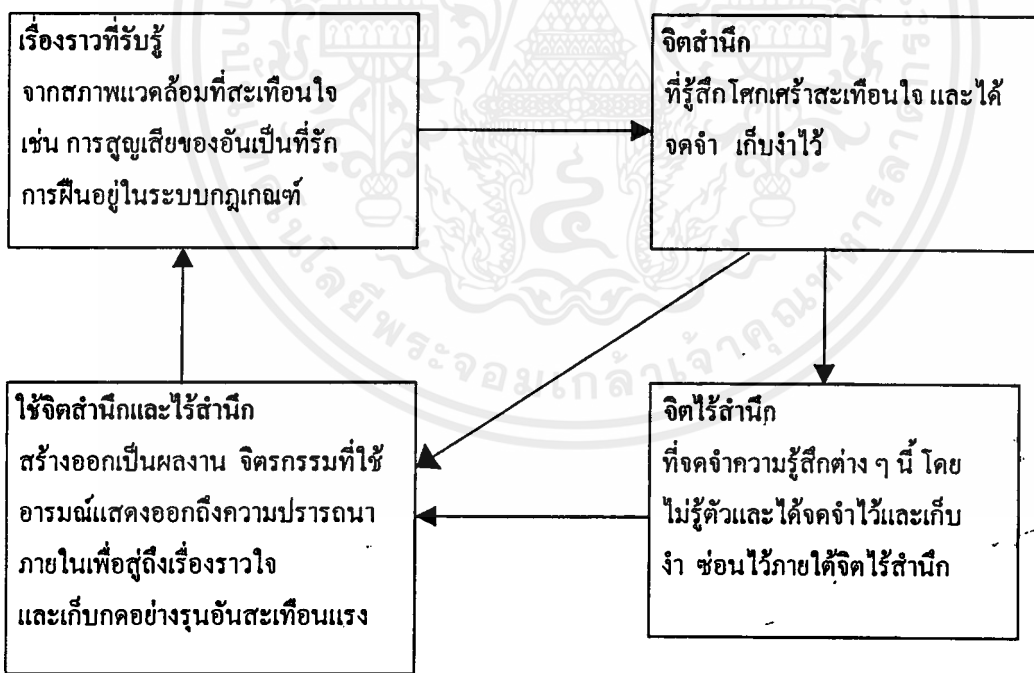 เรื่องราวที่รับรู้
จากสภาพแวดล้อมที่สะเทือนใจ
เช่น การสูญเสียของอันเป็นที่รัก
การฝืนอยู่ในระบบกฎเกณฑ์
จิตสำนึก
ที่รู้สึกโศกเศร้าสะเทือนใจ และได้
จดจำ เก็บงำไว้
ใช้จิตสำนึกและไร้สำนึก
สร้างออกเป็นผลงาน จิตรกรรมที่ใช้
อารมณ์แสดงออกถึงความปรารถนา
ภายในเพื่อสู่ถึงเรื่องราวใจ
และเก็บกดอย่างรุนอันสะเทือนแรง
จิตไร้สำนึก
ที่จดจำความรู้สึกต่าง ๆ นี้ โดย
ไม่รู้ตัวและได้จดจำไว้และเก็บ
งำ ซ่อนไว้ภายใต้จิตไร้สำนึก